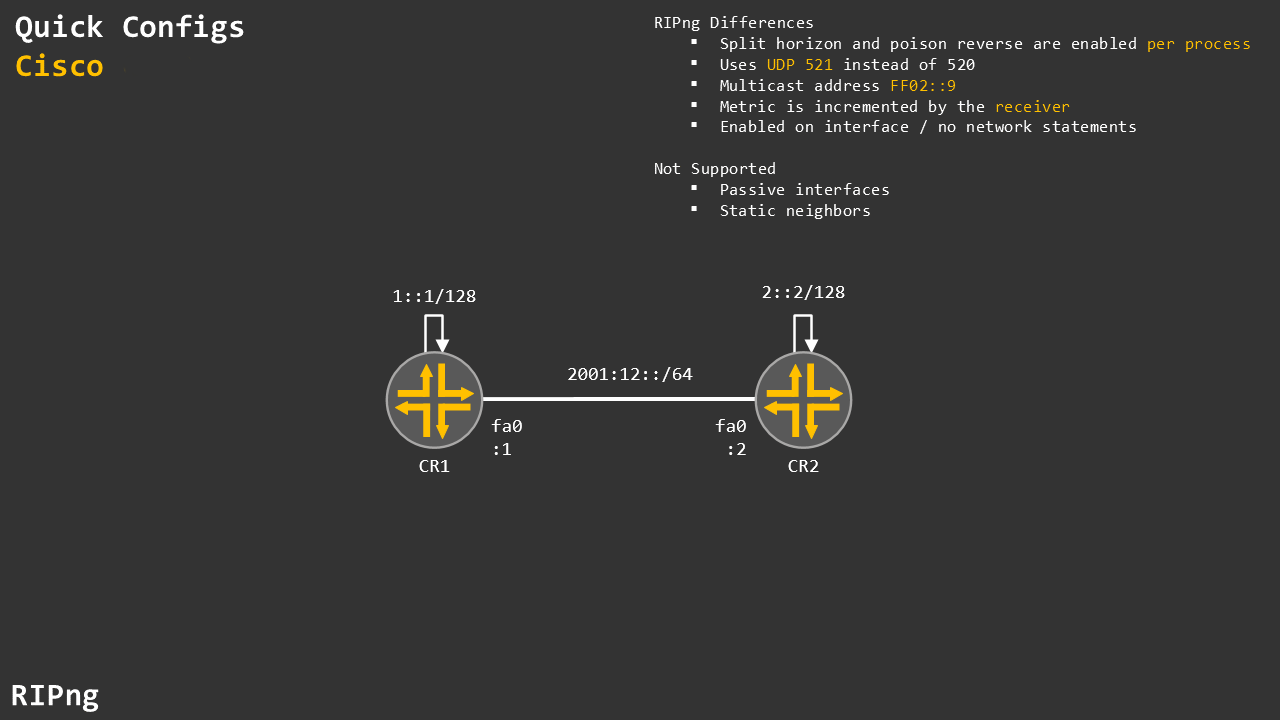 Quick Configs
Cisco
RIPng Differences
▪ Split horizon and poison reverse are enabled per process
▪ Uses UDP 521 instead of 520
▪ Multicast address FF02::9
▪ Metric is incremented by the receiver
▪ Enabled on interface / no network statements
Not Supported
▪ Passive interfaces
▪ Static neighbors
1::1/128
2::2/128
2001:12::/64
fa0
:1
fa0
:2
CR1
CR2
RIPng